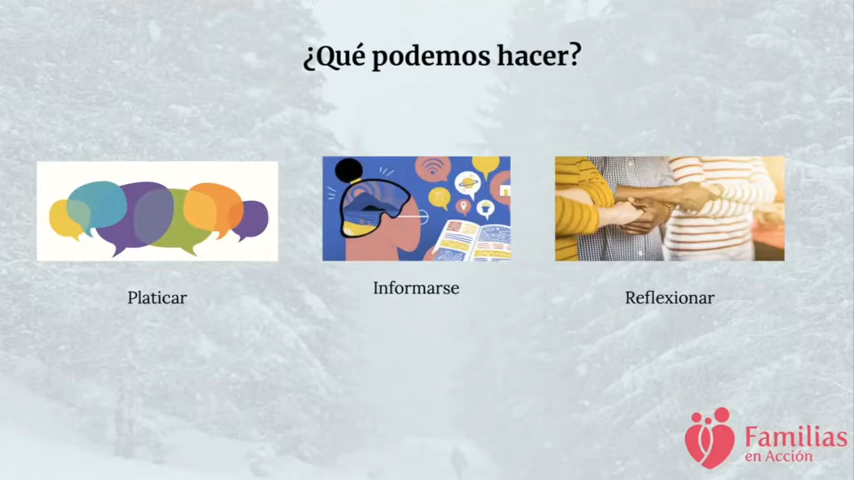 ¿Qué podemos hacer?
Platicar
Informarse
Reflexionar
Familias
en Acción